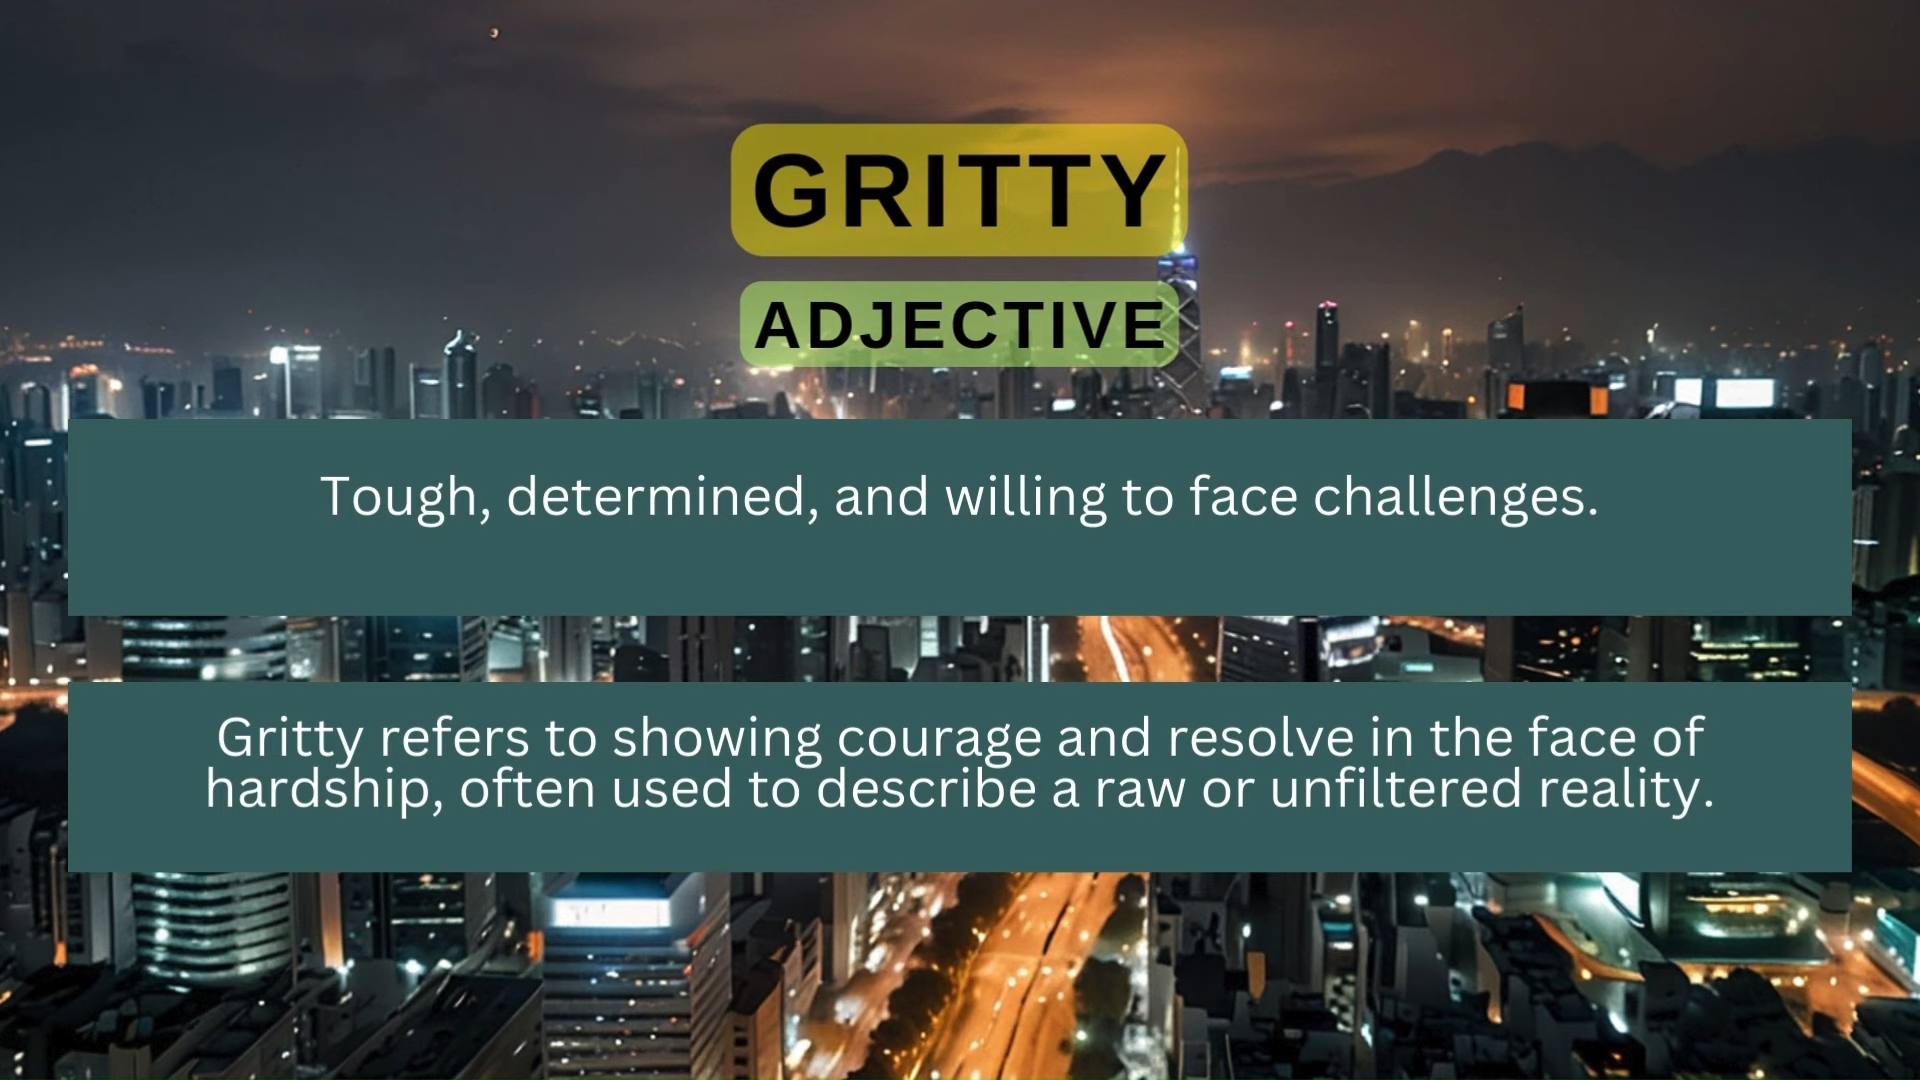 GRITTY
ADJECTIVE
Tough, determined, and willing to face challenges.
Gritty refers to showing courage and resolve in the face of
hardship, often used to describe a raw or unfiltered reality.